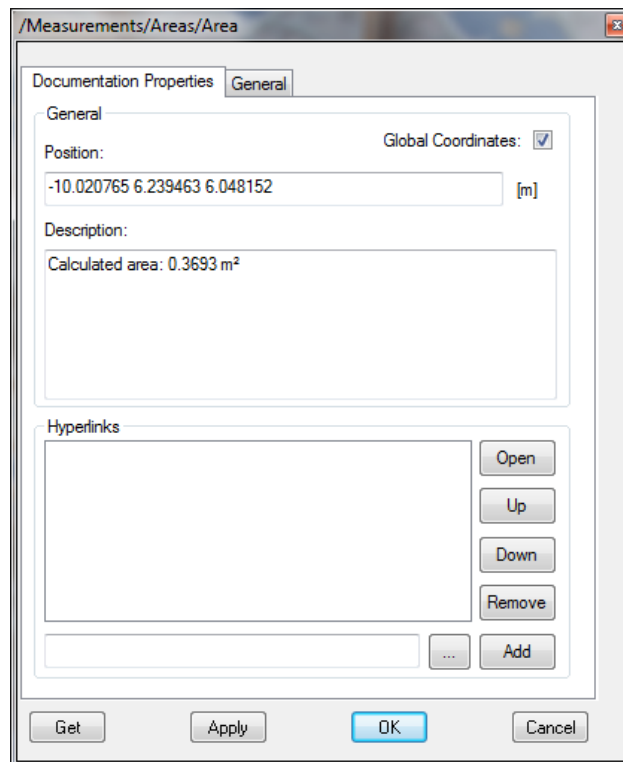 /Measurements/Areas/Area
Documentation Properties General
General
Global Coordinates:
Position:
-10.020765 6.239463 6.048152 [m]
Description:
Calculated area: 0.3693 m²
Hyperlinks
Open
Up
Down
Remove
... Add
Get Apply OK Cancel